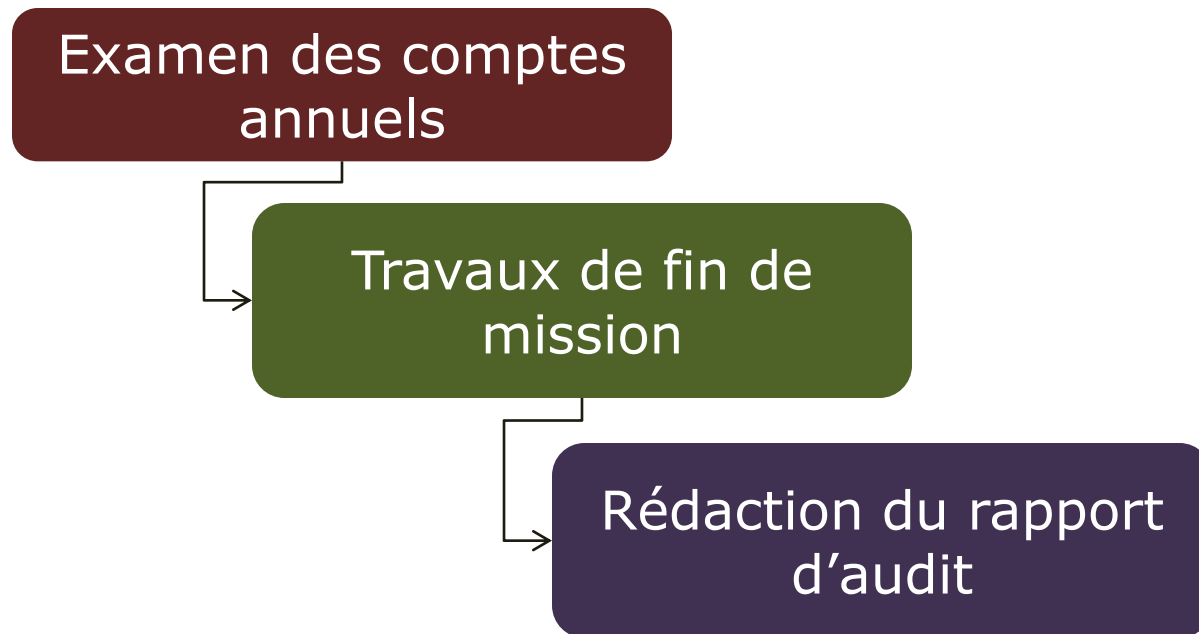 Examen des comptes
annuels
Travaux de fin de
mission
Rédaction du rapport
d’audit